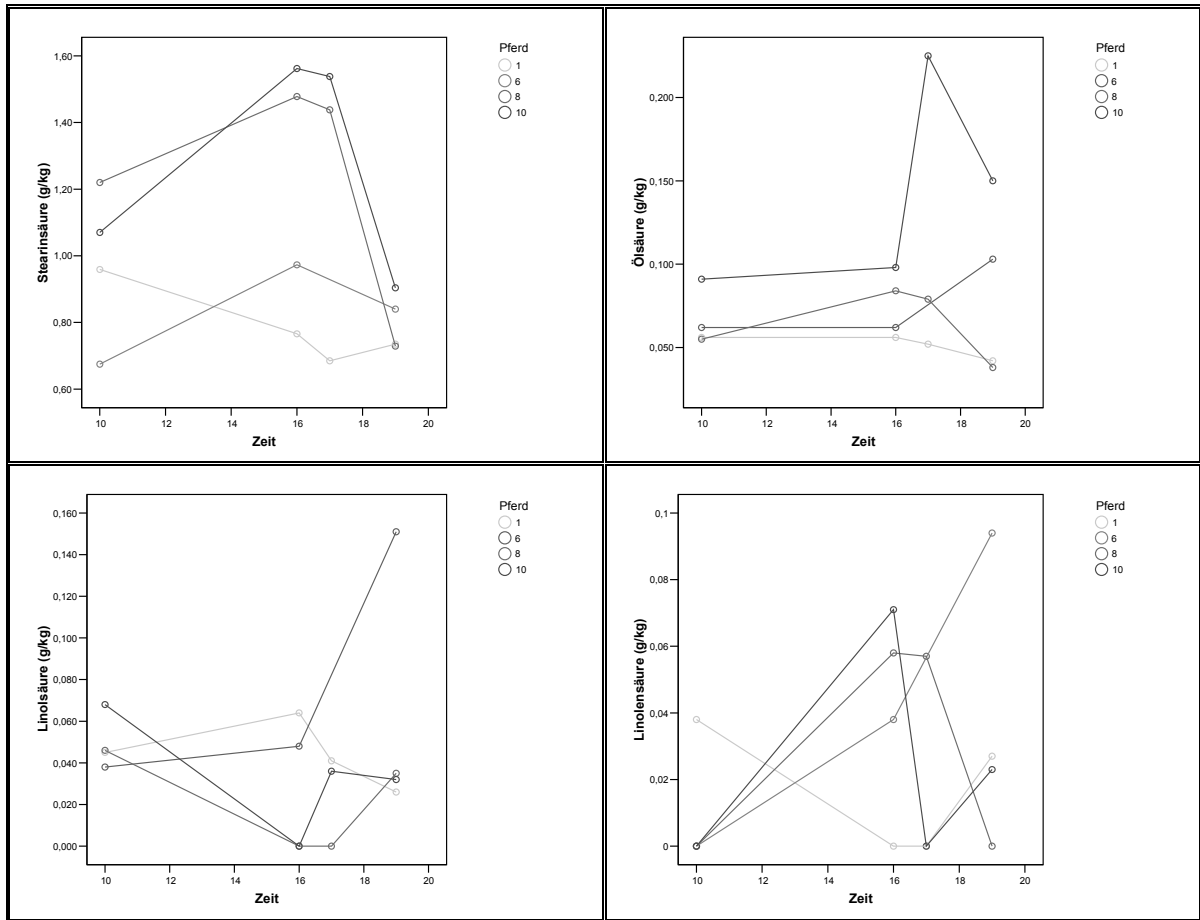 Pferd
1
6
8
10
1,60
1,40
1,20
1,00
0,80
0,60
Stearinsäure (g/kg)
10 12 14 16 18 20
Zeit
Pferd
1
6
8
10
0,200
0,150
0,100
0,050
Ölsäure (g/kg)
10 12 14 16 18 20
Zeit
Pferd
1
6
8
10
0,160
0,140
0,120
0,100
0,080
0,060
0,040
0,020
0,000
Linolsäure (g/kg)
10 12 14 16 18 20
Zeit
Pferd
1
6
8
10
0,1
0,08
0,06
0,04
0,02
0
Linolensäure (g/kg)
10 12 14 16 18 20
Zeit